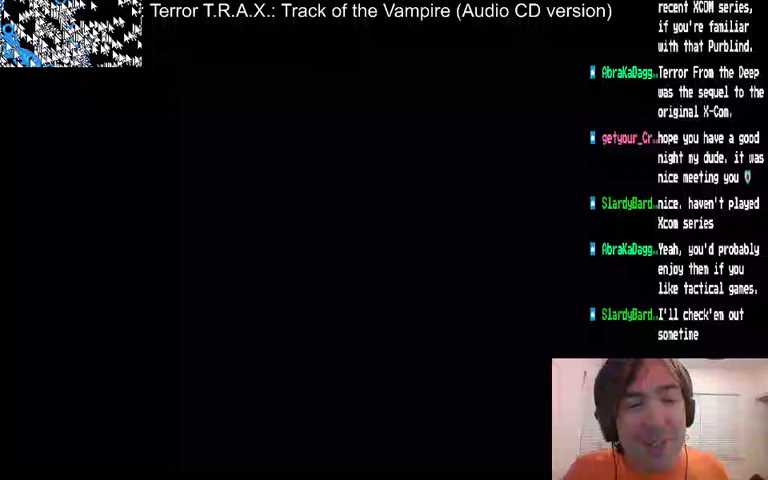 : Terror T.R.A.X.: Track of the Vampire (Audio CD version)
recent XCOM series,
if you're familiar
with that Purblind.
AbraKaDagg.. Terror From the Deep
was the sequel to the
original X-Com.
getyour_Cr.. hope you have a good
night my dude. it was
nice meeting you
SlardyBard.. nice. haven't played
Xcom series
AbraKaDagg.. Yeah, you'd probably
enjoy them if you
like tactical games.
SlardyBard.. I'll check'em out
sometime